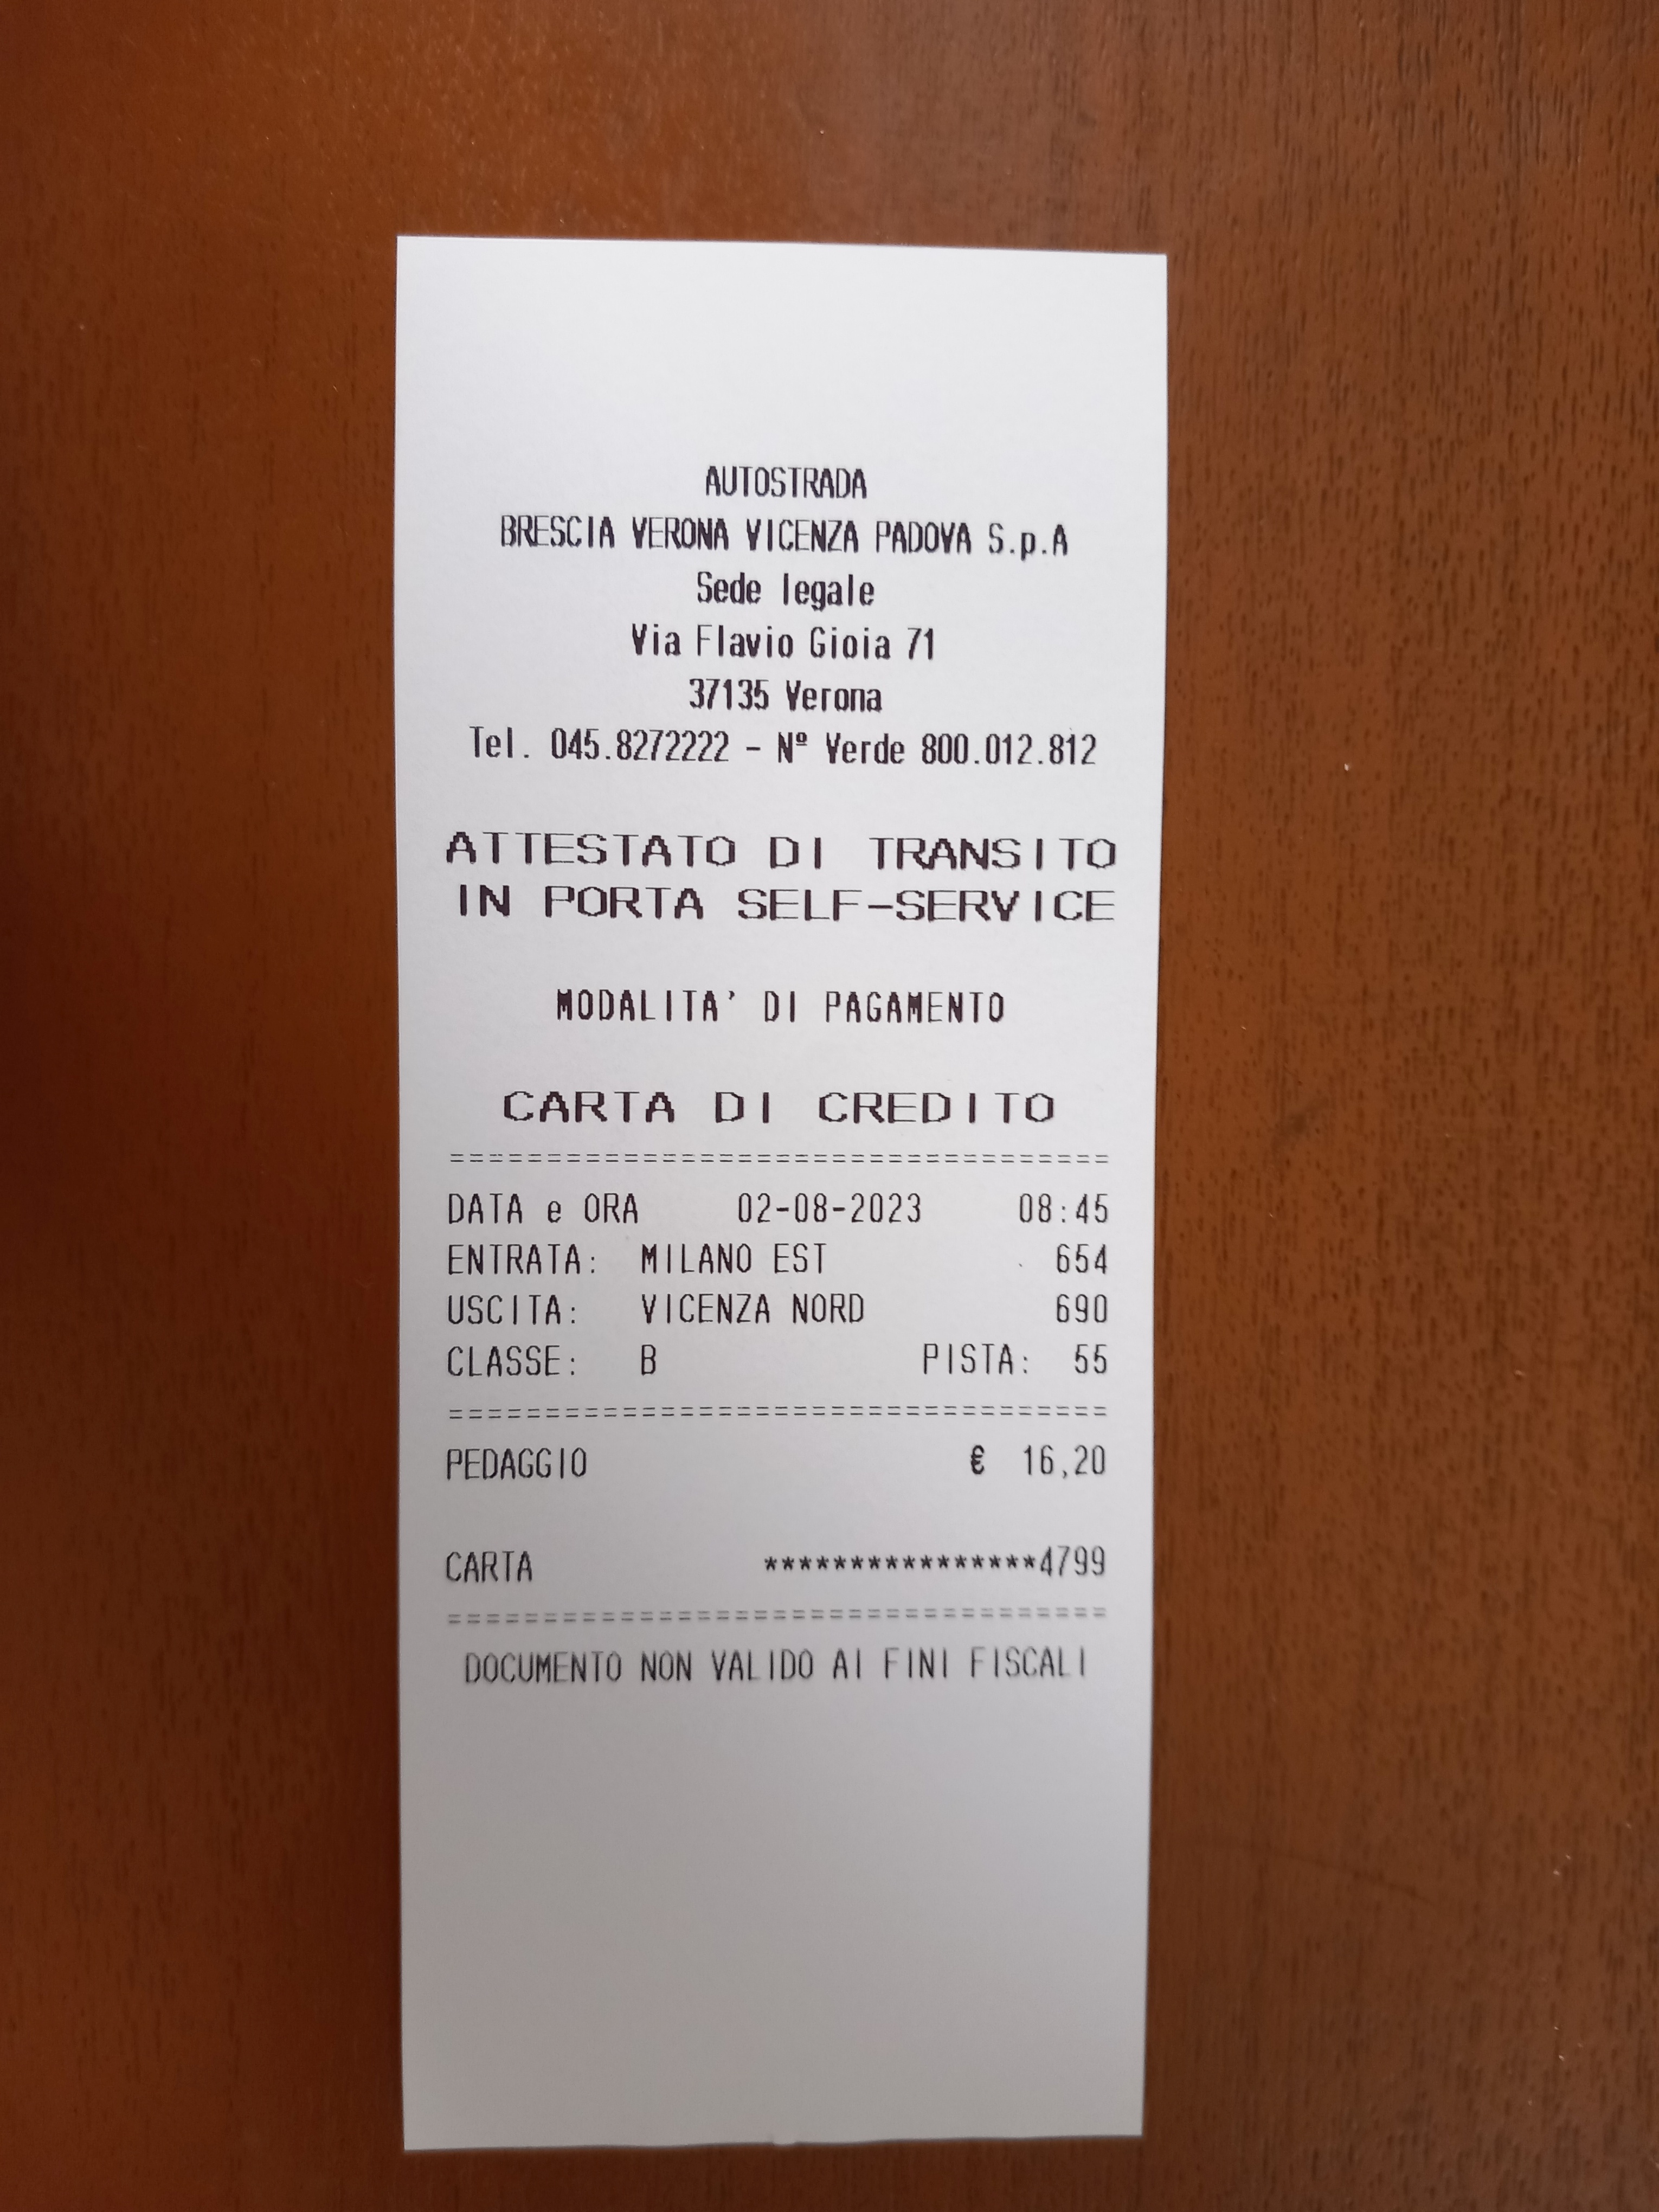 AUTOSTRADA
BRESCIA VERONA VICENZA PADOVA S.p.A
Sede legale
Via Flavio Gioia 71
37135 Verona
Tel. 045.8272222 - Nº Verde 800.012.812
ATTESTATO DI TRANSITO
IN PORTA SELF-SERVICE
MODALITA' DI PAGAMENTO
CARTA DI CREDITO
===================================
DATA e ORA 02-08-2023 08:45
ENTRATA: MILANO EST 654
USCITA: VICENZA NORD 690
CLASSE: B PISTA: 55
===================================
PEDAGGIO € 16,20
CARTA ****************4799
===================================
DOCUMENTO NON VALIDO AI FINI FISCALI